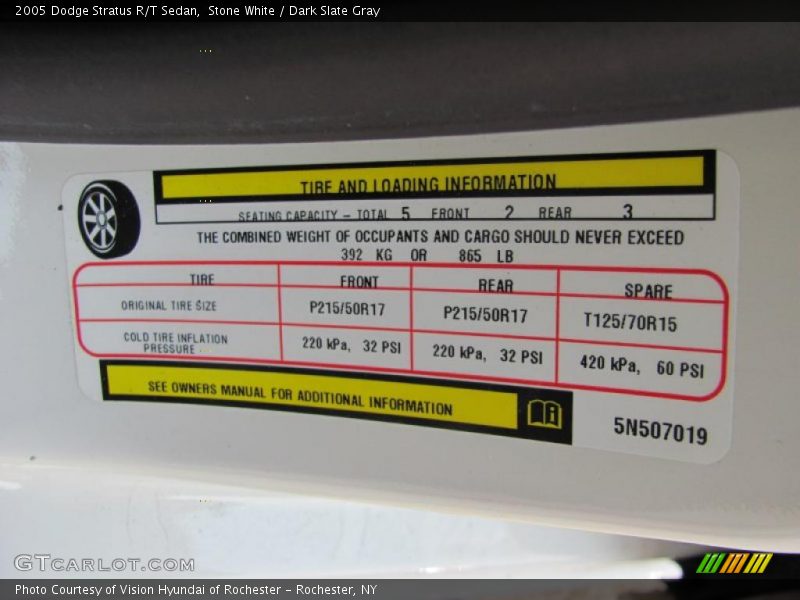 2005 Dodge Stratus R/T Sedan,  Stone White / Dark Slate Gray
TIRE AND LOADING INFORMATION
SEATING CAPACITY – TOTAL 5 FRONT 2 REAR 3
THE COMBINED WEIGHT OF OCCUPANTS AND CARGO SHOULD NEVER EXCEED
392 KG OR 865 LB
TIRE FRONT REAR SPARE
ORIGINAL TIRE SIZE P215/50R17 P215/50R17 T125/70R15
COLD TIRE INFLATION
PRESSURE 220 kPa, 32 PSI 220 kPa, 32 PSI 420 kPa, 60 PSI
SEE OWNERS MANUAL FOR ADDITIONAL INFORMATION
5N507019
GTCARLOT.COM
Photo Courtesy of Vision Hyundai of Rochester – Rochester, NY